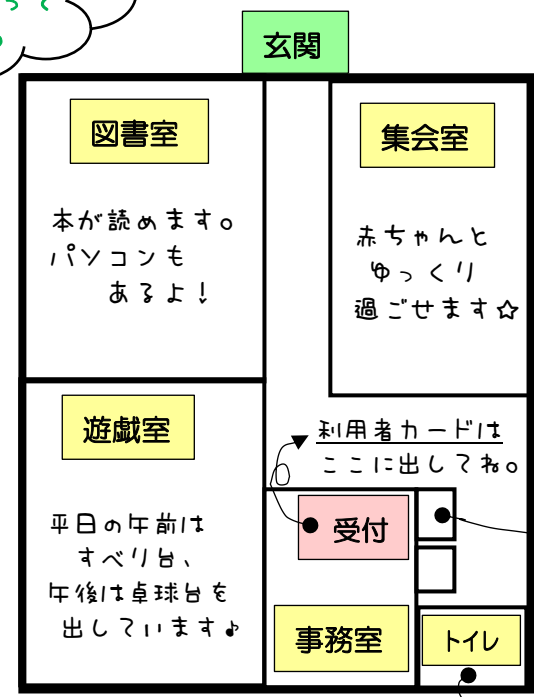 って
玄関
図書室
本が読めます。
パソコンも
あるよ！
集会室
赤ちゃんと
ゆっくり
過ごせます☆
遊戯室
平日の午前は
すべり台、
午後は卓球台を
出しています♪
利用者カードは
ここに出してね。
受付
事務室
トイレ